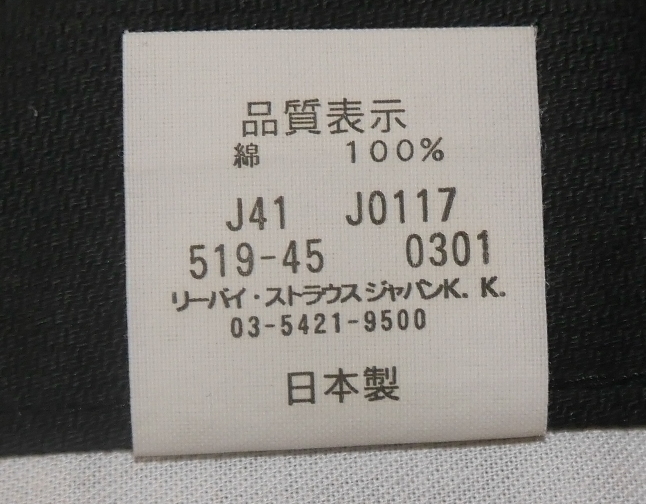 品質表示
綿　　　１００％
J41　J0117
519-45　0301
リーバイ・ストラウスジャパンK. K.
03-5421-9500
日本製